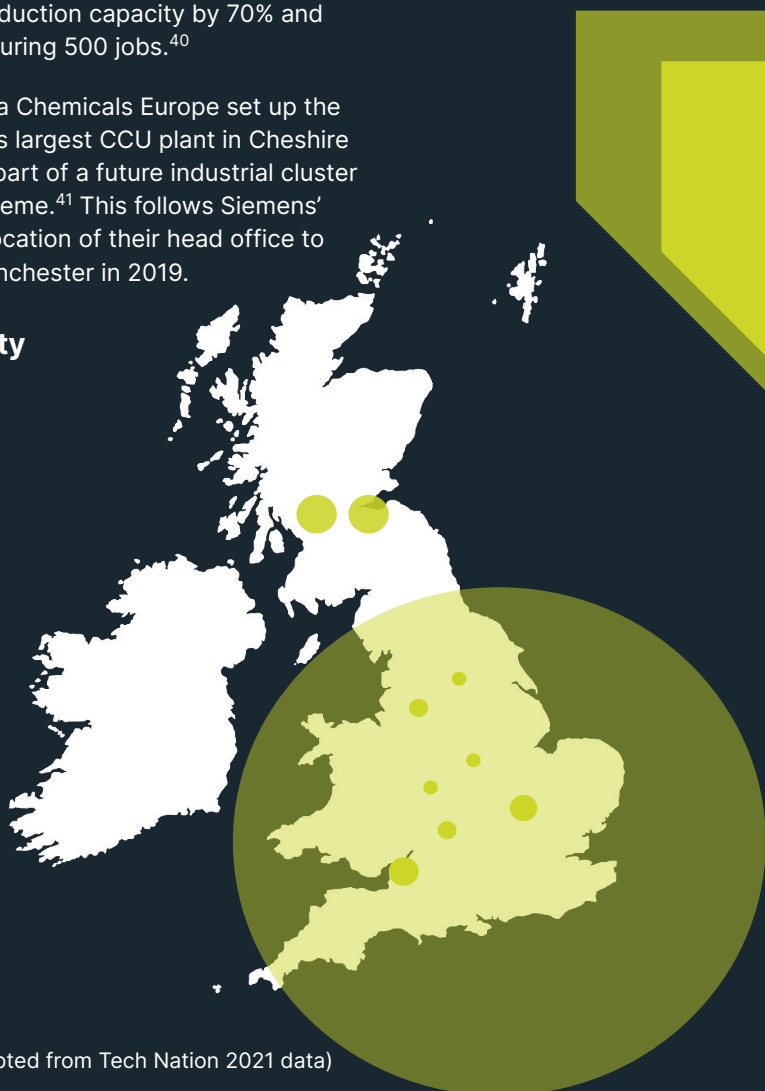 duction capacity by 70% and
uring 500 jobs.40
a Chemicals Europe set up the
s largest CCU plant in Cheshire
part of a future industrial cluster
eme.41 This follows Siemens’
ocation of their head office to
nchester in 2019.
ty
pted from Tech Nation 2021 data)